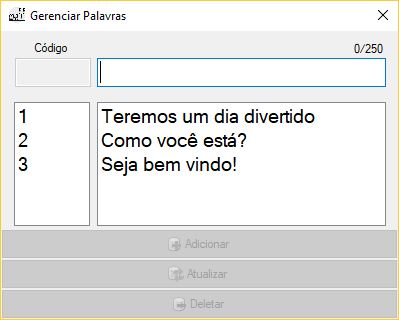 Gerenciar Palavras
Código 0/250
1 Teremos um dia divertido
2 Como você está?
3 Seja bem vindo!
Adicionar
Atualizar
Deletar